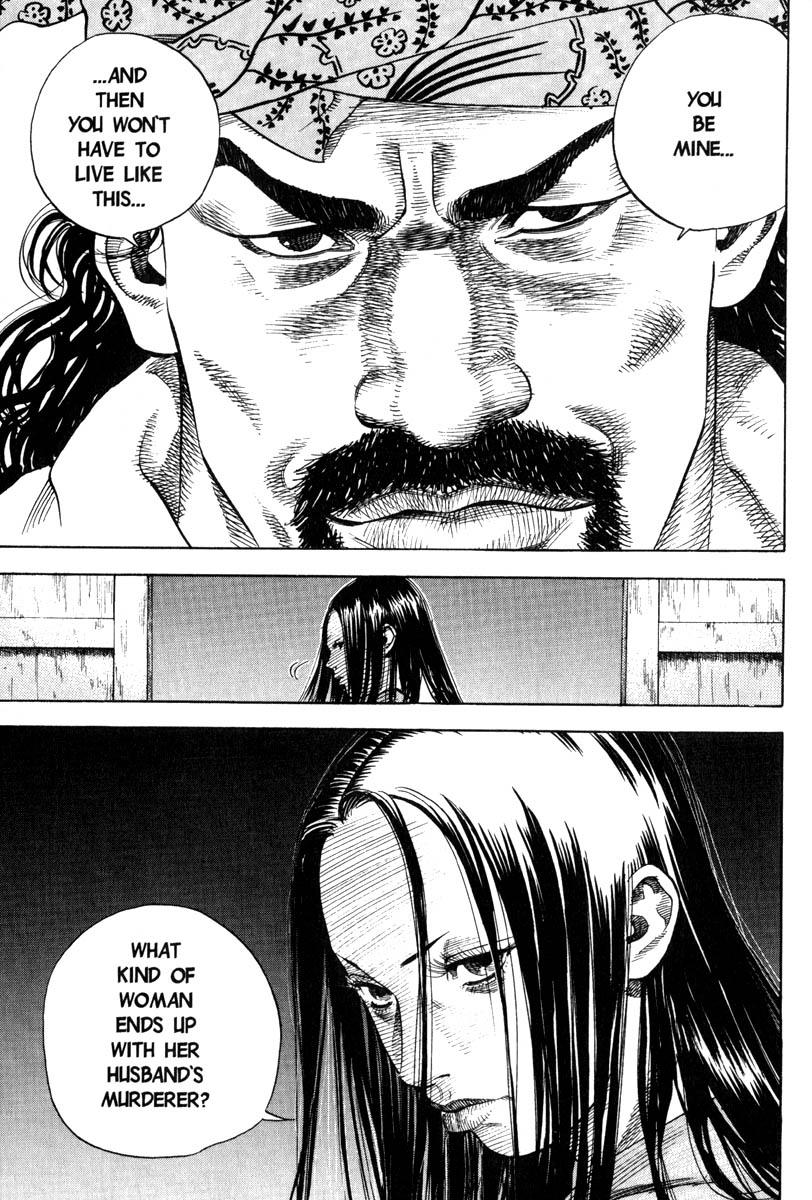 YOU
BE
MINE...
...AND
THEN
YOU WON'T
HAVE TO
LIVE LIKE
THIS...
WHAT
KIND OF
WOMAN
ENDS UP
WITH HER
HUSBAND'S
MURDERER?